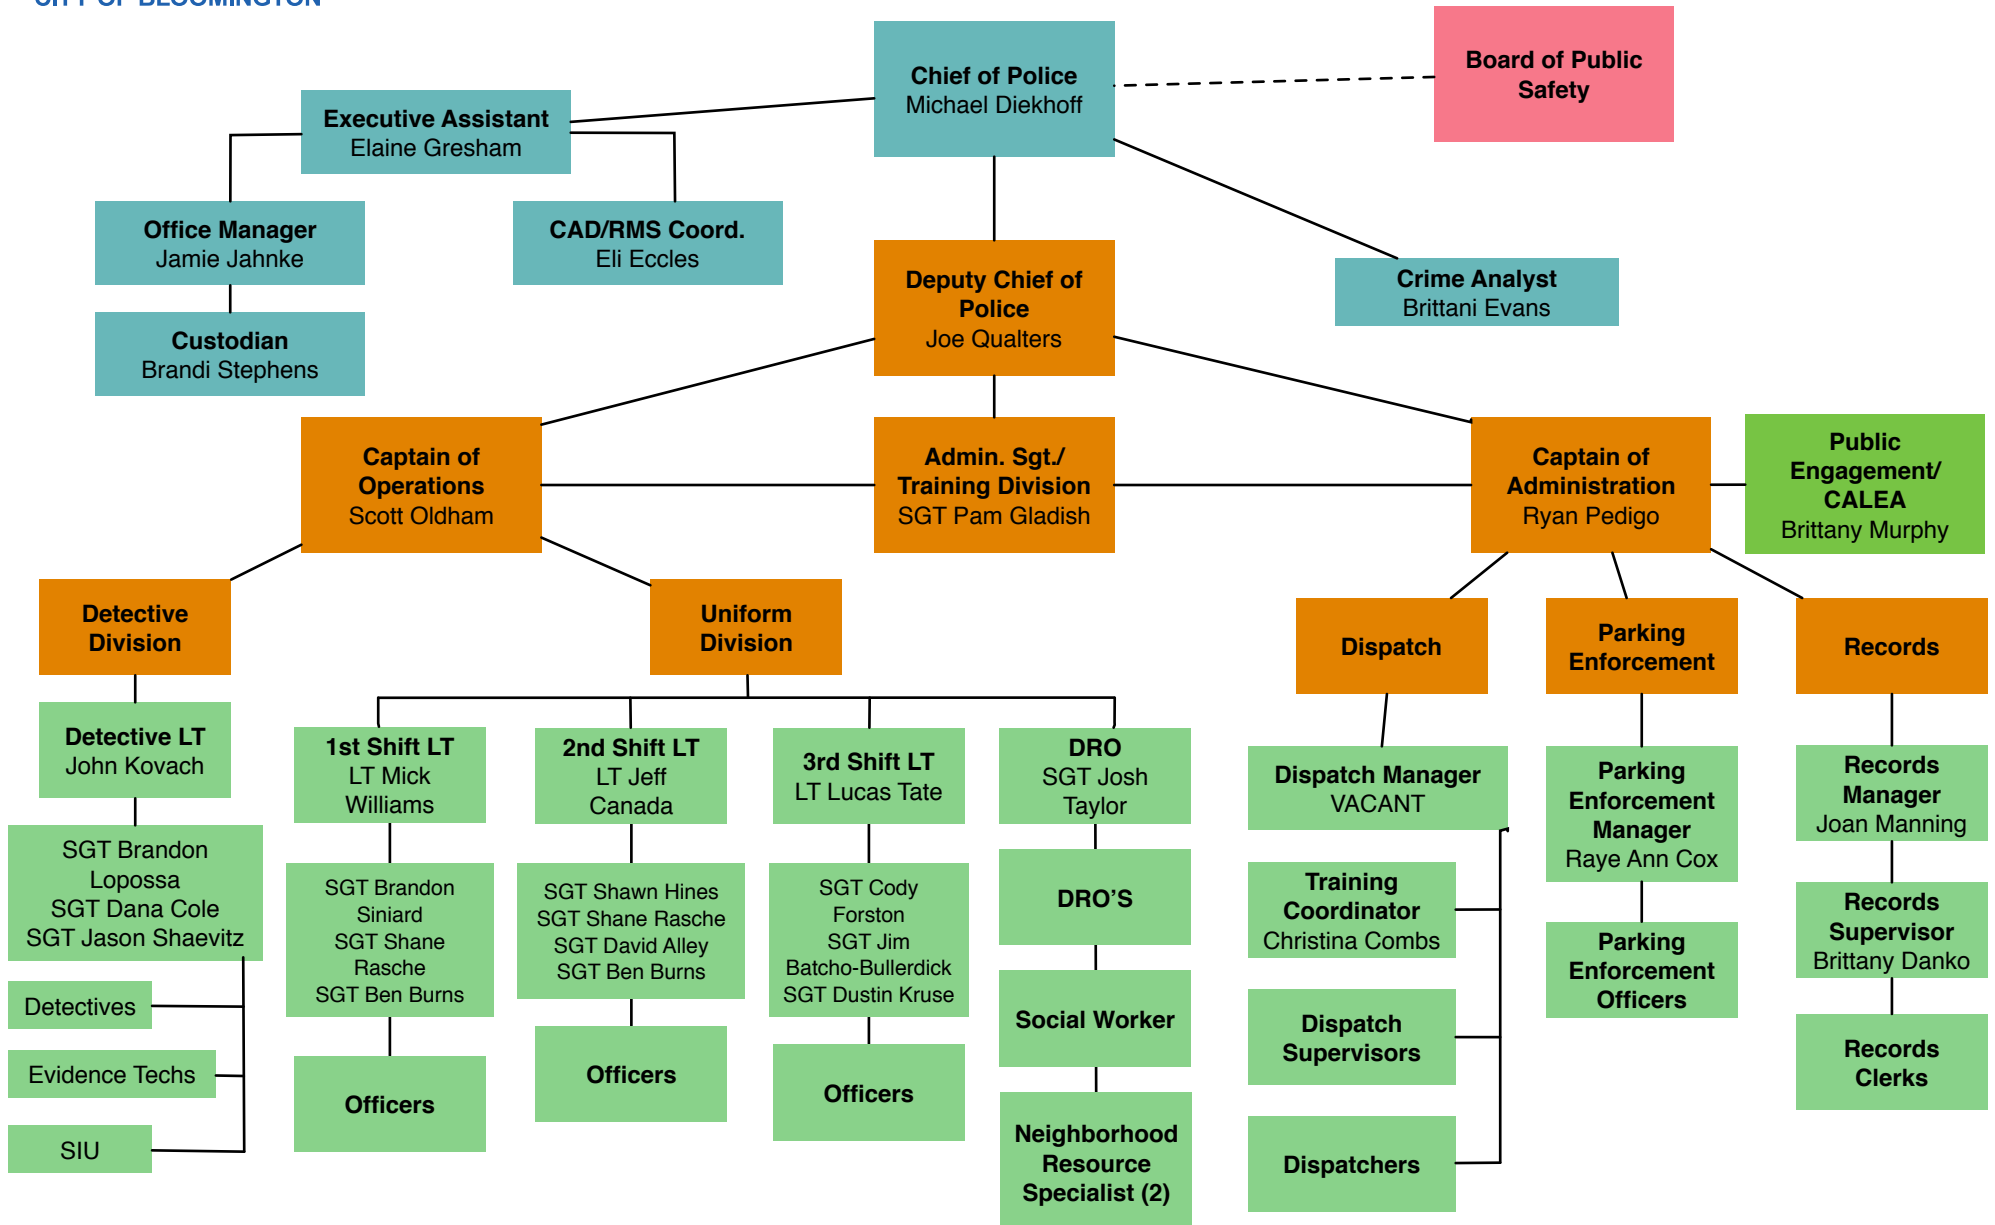 CITY OF BLOOMINGTON
Chief of Police
Michael Diekhoff
Board of Public
Safety
Executive Assistant
Elaine Gresham
Office Manager
Jamie Jahnke
CAD/RMS Coord.
Eli Eccles
Custodian
Brandi Stephens
Deputy Chief of
Police
Joe Qualters
Crime Analyst
Brittani Evans
Captain of
Operations
Scott Oldham
Admin. Sgt./
Training Division
SGT Pam Gladish
Captain of
Administration
Ryan Pedigo
Public
Engagement/
CALEA
Brittany Murphy
Detective
Division
Uniform
Division
Dispatch
Parking
Enforcement
Records
Detective LT
John Kovach
SGT Brandon
Lopossa
SGT Dana Cole
SGT Jason Shaevitz
Detectives
Evidence Techs
SIU
1st Shift LT
LT Mick
Williams
SGT Brandon
Siniard
SGT Shane
Rasche
SGT Ben Burns
Officers
2nd Shift LT
LT Jeff
Canada
SGT Shawn Hines
SGT Shane Rasche
SGT David Alley
SGT Ben Burns
Officers
3rd Shift LT
LT Lucas Tate
SGT Cody
Forston
SGT Jim
Batcho-Bullerdick
SGT Dustin Kruse
Officers
DRO
SGT Josh
Taylor
DRO'S
Social Worker
Neighborhood
Resource
Specialist (2)
Dispatch Manager
VACANT
Training
Coordinator
Christina Combs
Dispatch
Supervisors
Dispatchers
Parking
Enforcement
Manager
Raye Ann Cox
Parking
Enforcement
Officers
Records
Manager
Joan Manning
Records
Supervisor
Brittany Danko
Records
Clerks